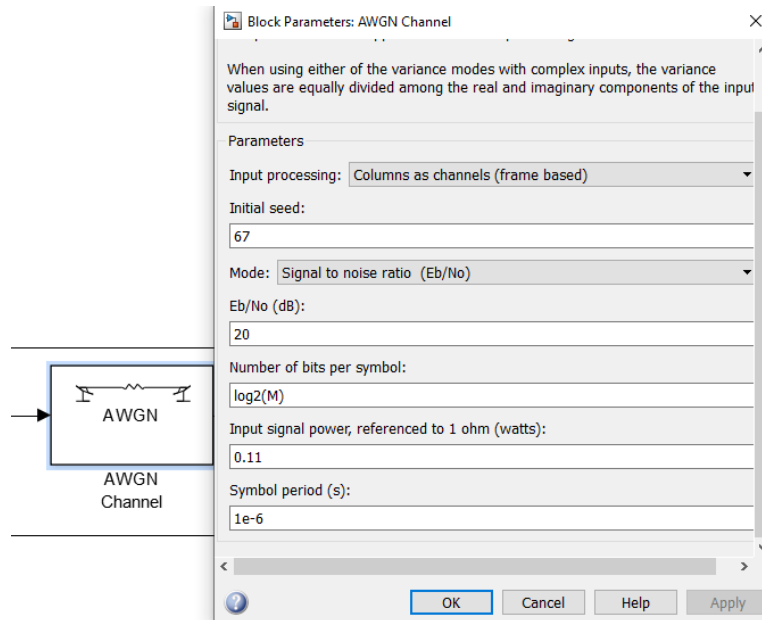 Block Parameters: AWGN Channel
When using either of the variance modes with complex inputs, the variance
values are equally divided among the real and imaginary components of the input
signal.
Parameters
Input processing: Columns as channels (frame based)
Initial seed:
67
Mode: Signal to noise ratio (Eb/No)
Eb/No (dB):
20
Number of bits per symbol:
log2(M)
Input signal power, referenced to 1 ohm (watts):
0.11
Symbol period (s):
1e-6
AWGN
AWGN
Channel
OK Cancel Help Apply